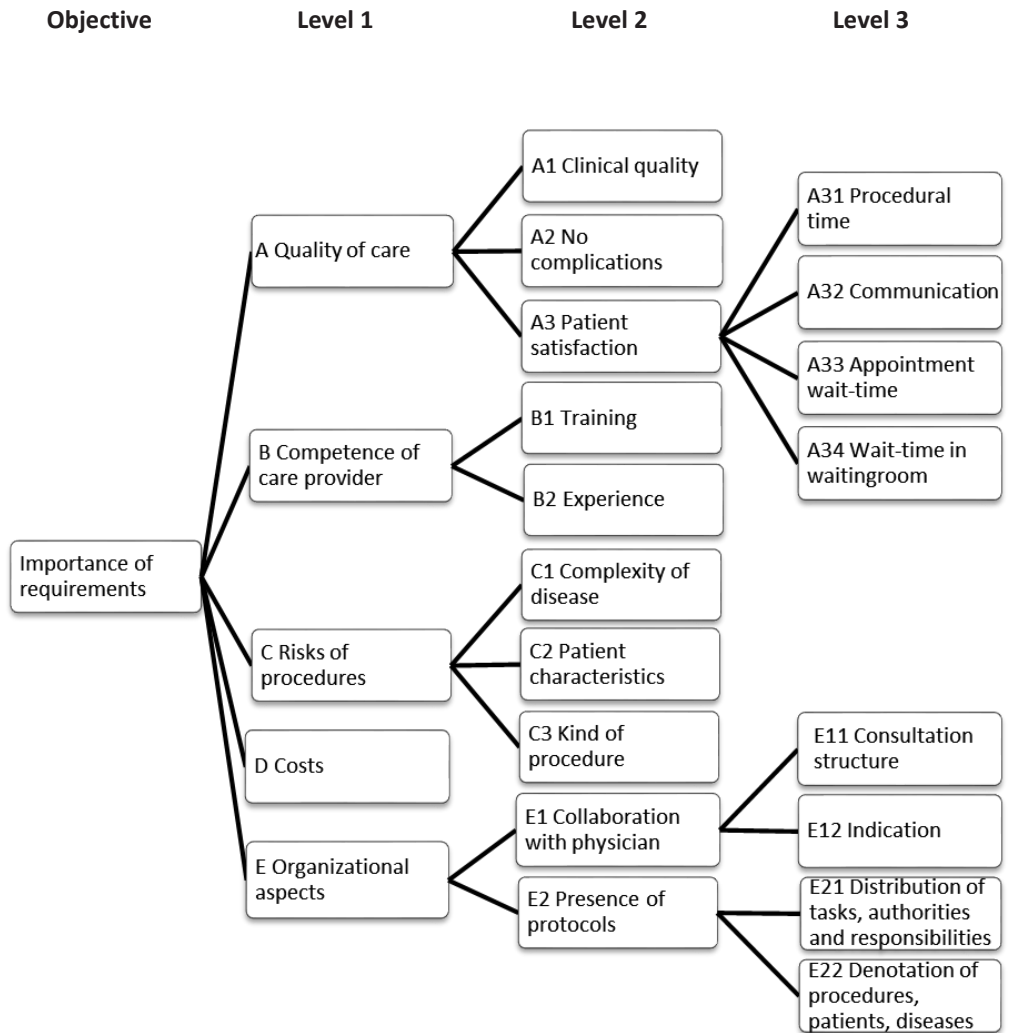 Objective Level 1 Level 2 Level 3
Importance of
requirements
A Quality of care
B Competence of
care provider
C Risks of
procedures
D Costs
E Organizational
aspects
A1 Clinical quality
A2 No
complications
A3 Patient
satisfaction
B1 Training
B2 Experience
C1 Complexity of
disease
C2 Patient
characteristics
C3 Kind of
procedure
E1 Collaboration
with physician
E2 Presence of
protocols
A31 Procedural
time
A32 Communication
A33 Appointment
wait-time
A34 Wait-time in
waitingroom
E11 Consultation
structure
E12 Indication
E21 Distribution of
tasks, authorities
and responsibilities
E22 Denotation of
procedures,
patients, diseases